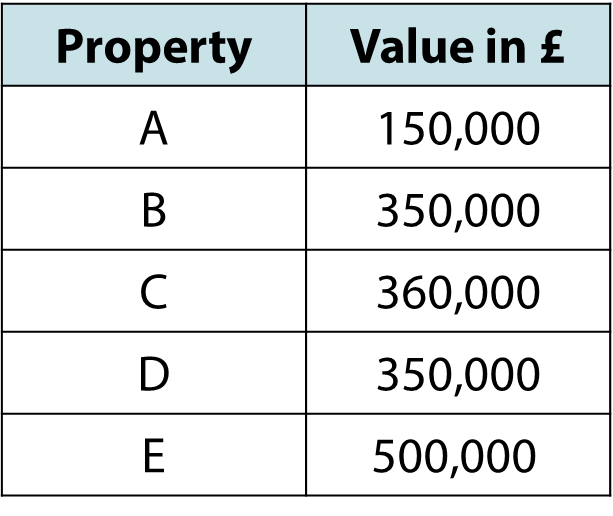 Property Value in £
A 150,000
B 350,000
C 360,000
D 350,000
E 500,000